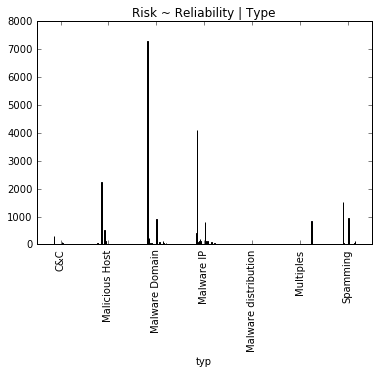 Risk ~ Reliability | Type
8000
7000
6000
5000
4000
3000
2000
1000
0
C&C
Malicious Host
Malware Domain
Malware IP
Malware distribution
Multiples
Spamming
typ